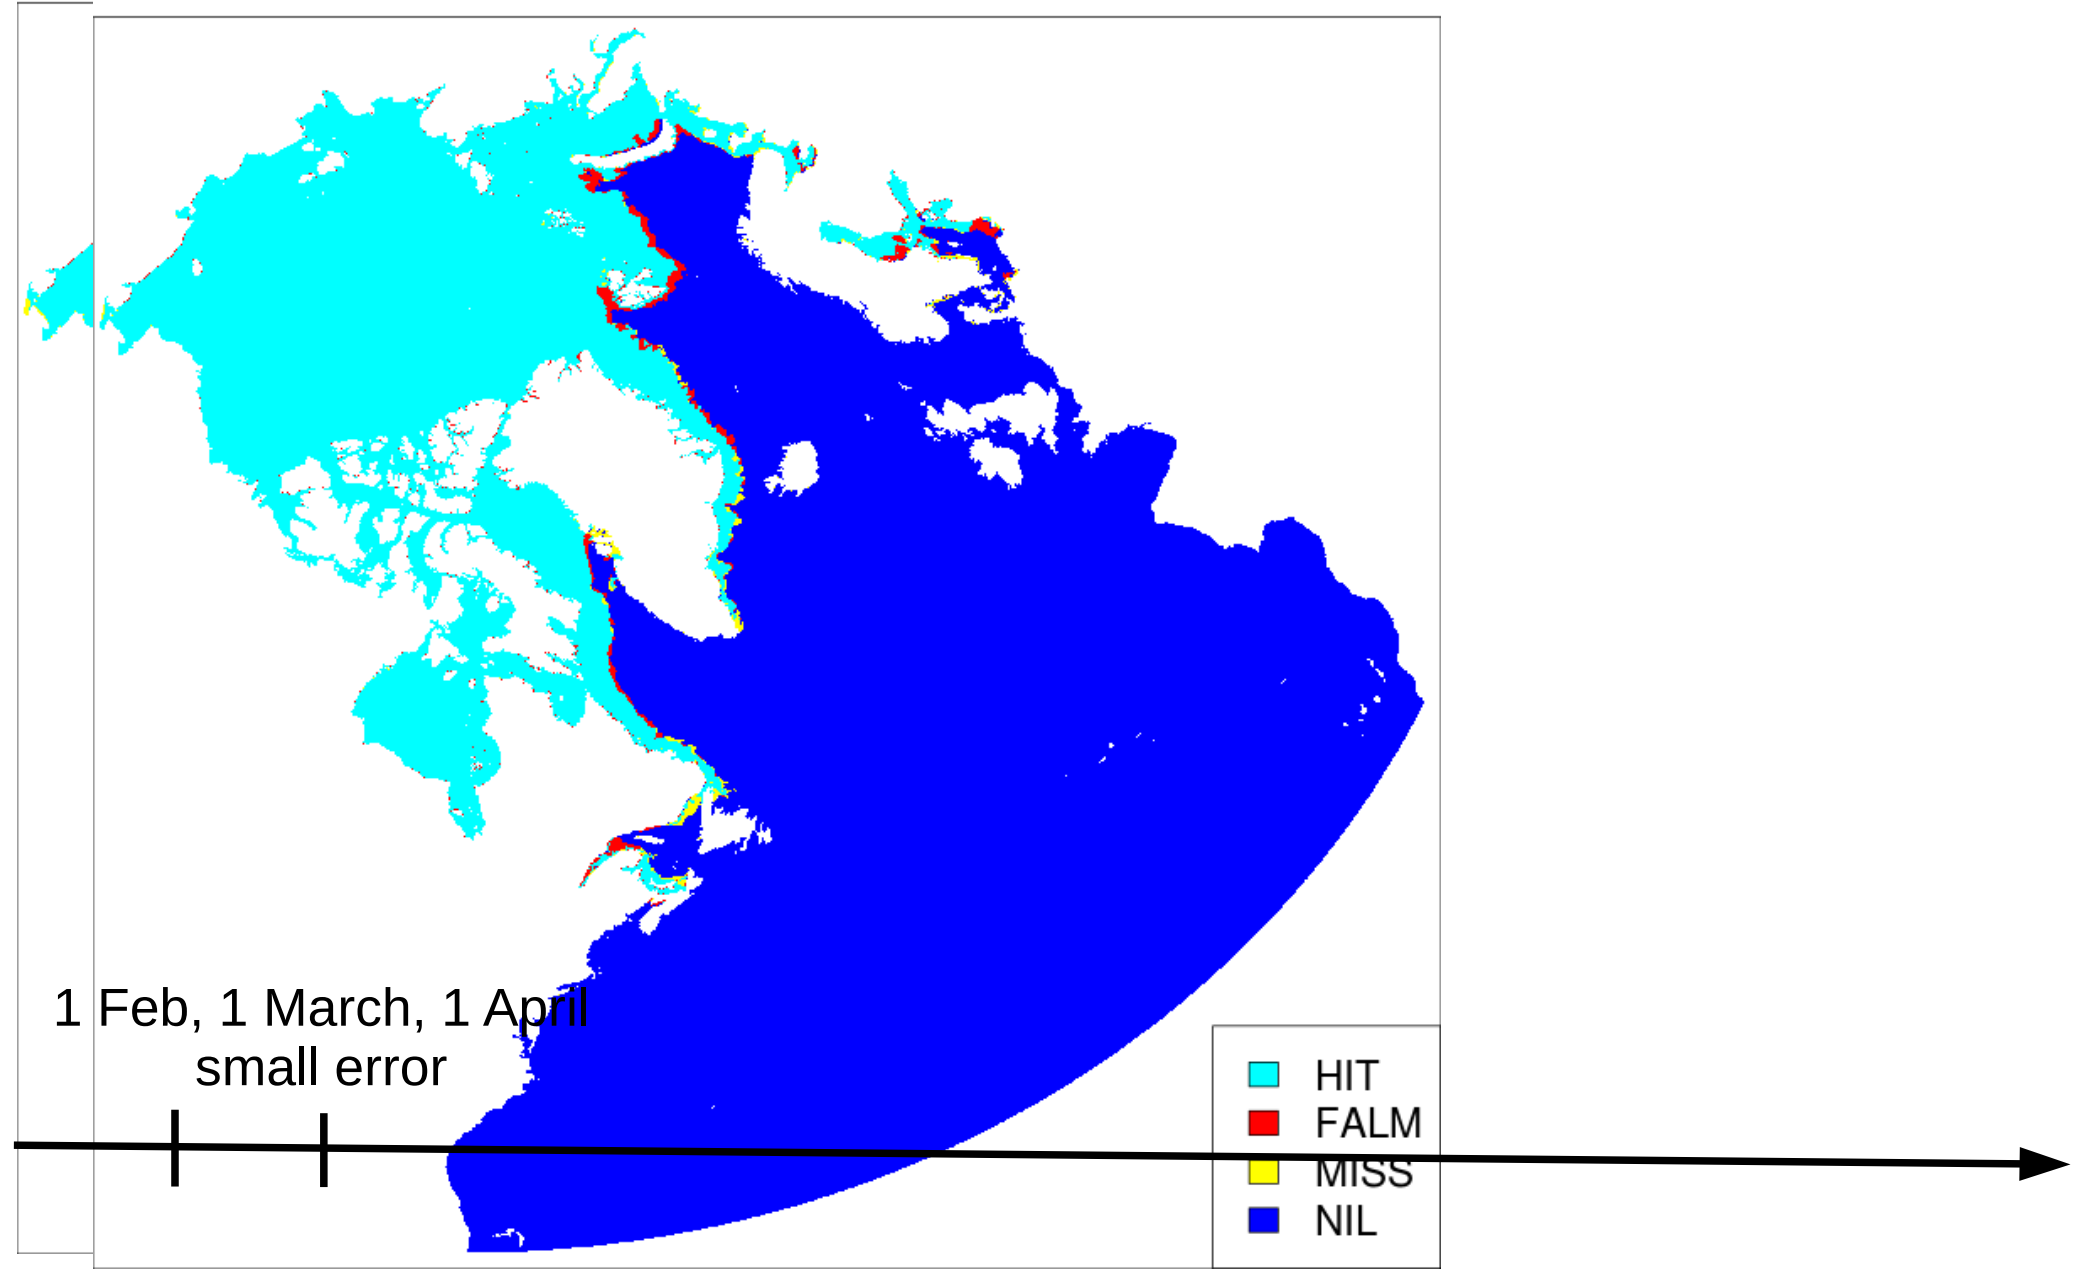 1 Feb, 1 March, 1 April
small error
HIT
FALM
MISS
NIL